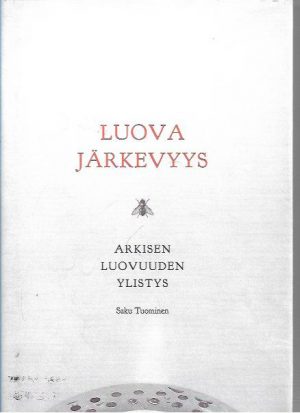 LUOVA
JÄRKEVYYS
ARKISEN
LUOVUUDEN
YLISTYS
Saku Tuominen